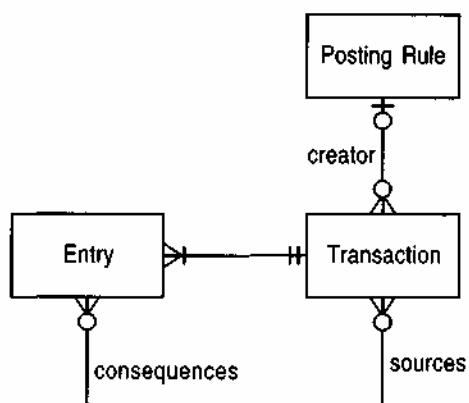 Posting Rule
creator
Entry
Transaction
consequences
sources